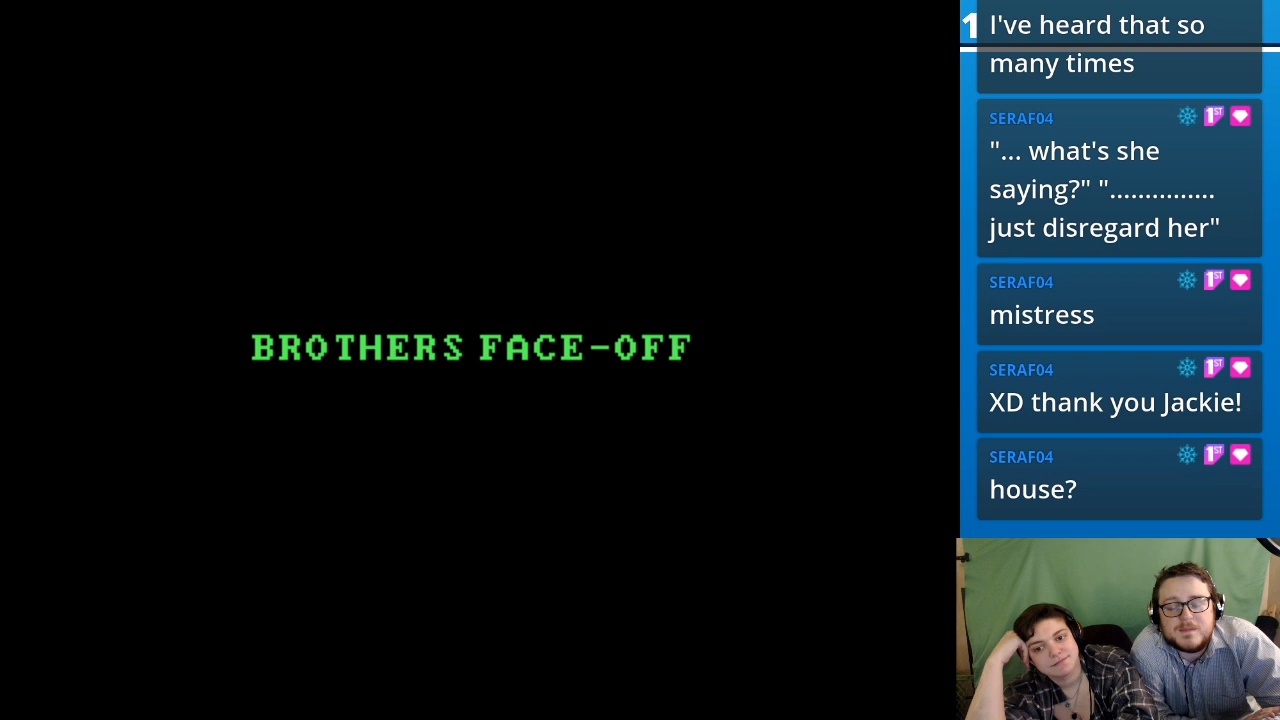 BROTHERS FACE-OFF
1
I've heard that so
many times
SERAF04
"... what's she
saying?" "...............
just disregard her"
SERAF04
mistress
SERAF04
XD thank you Jackie!
SERAF04
house?